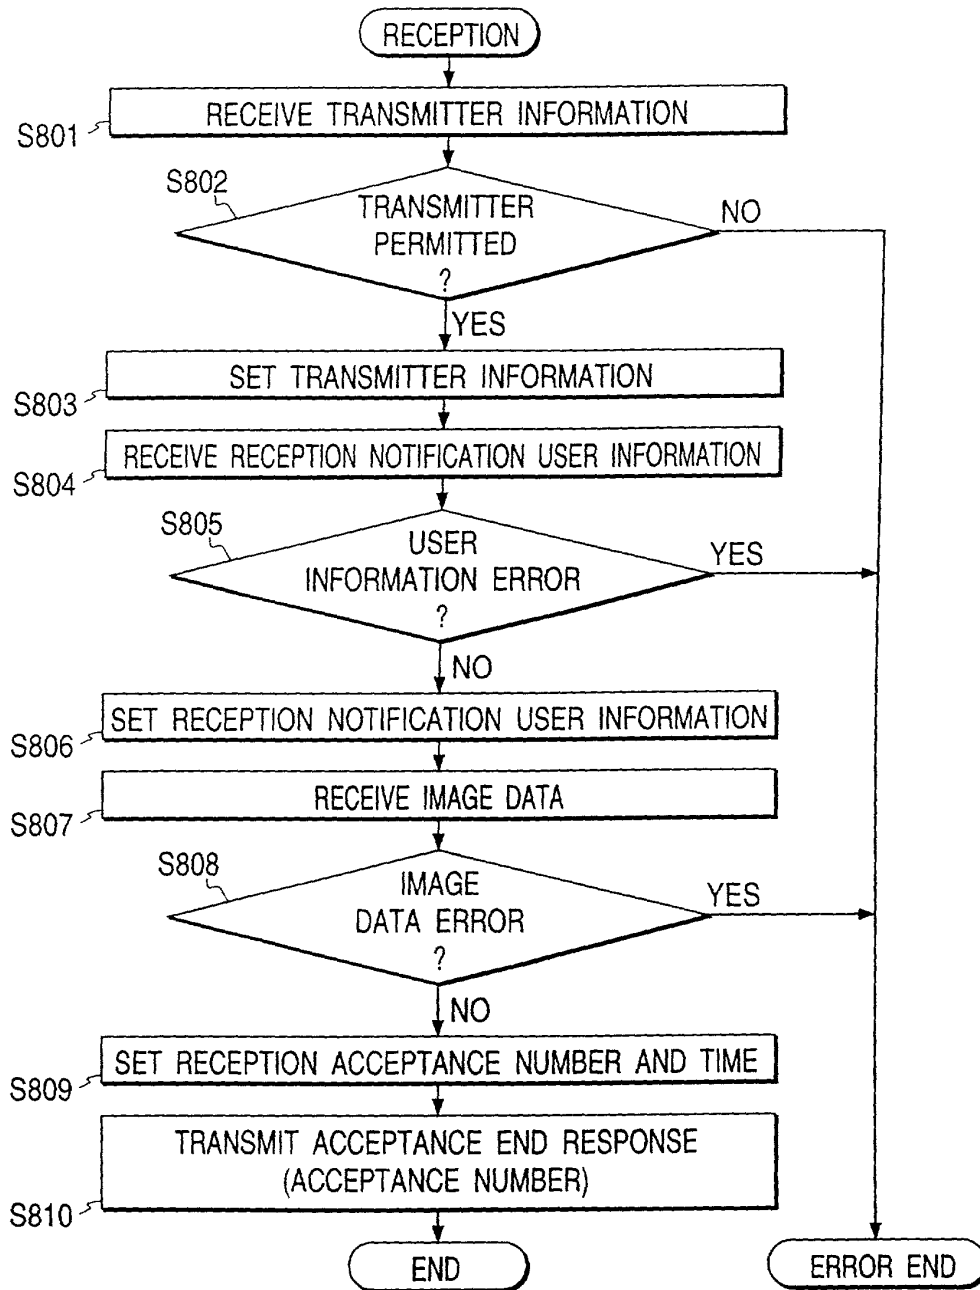 RECEPTION
RECEIVE TRANSMITTER INFORMATION
S801
S802
TRANSMITTER
PERMITTED
?
NO
YES
SET TRANSMITTER INFORMATION
S803
RECEIVE RECEPTION NOTIFICATION USER INFORMATION
S804
S805
USER
INFORMATION ERROR
?
YES
NO
SET RECEPTION NOTIFICATION USER INFORMATION
S806
RECEIVE IMAGE DATA
S807
S808
IMAGE
DATA ERROR
?
YES
NO
SET RECEPTION ACCEPTANCE NUMBER AND TIME
S809
TRANSMIT ACCEPTANCE END RESPONSE
(ACCEPTANCE NUMBER)
S810
END
ERROR END